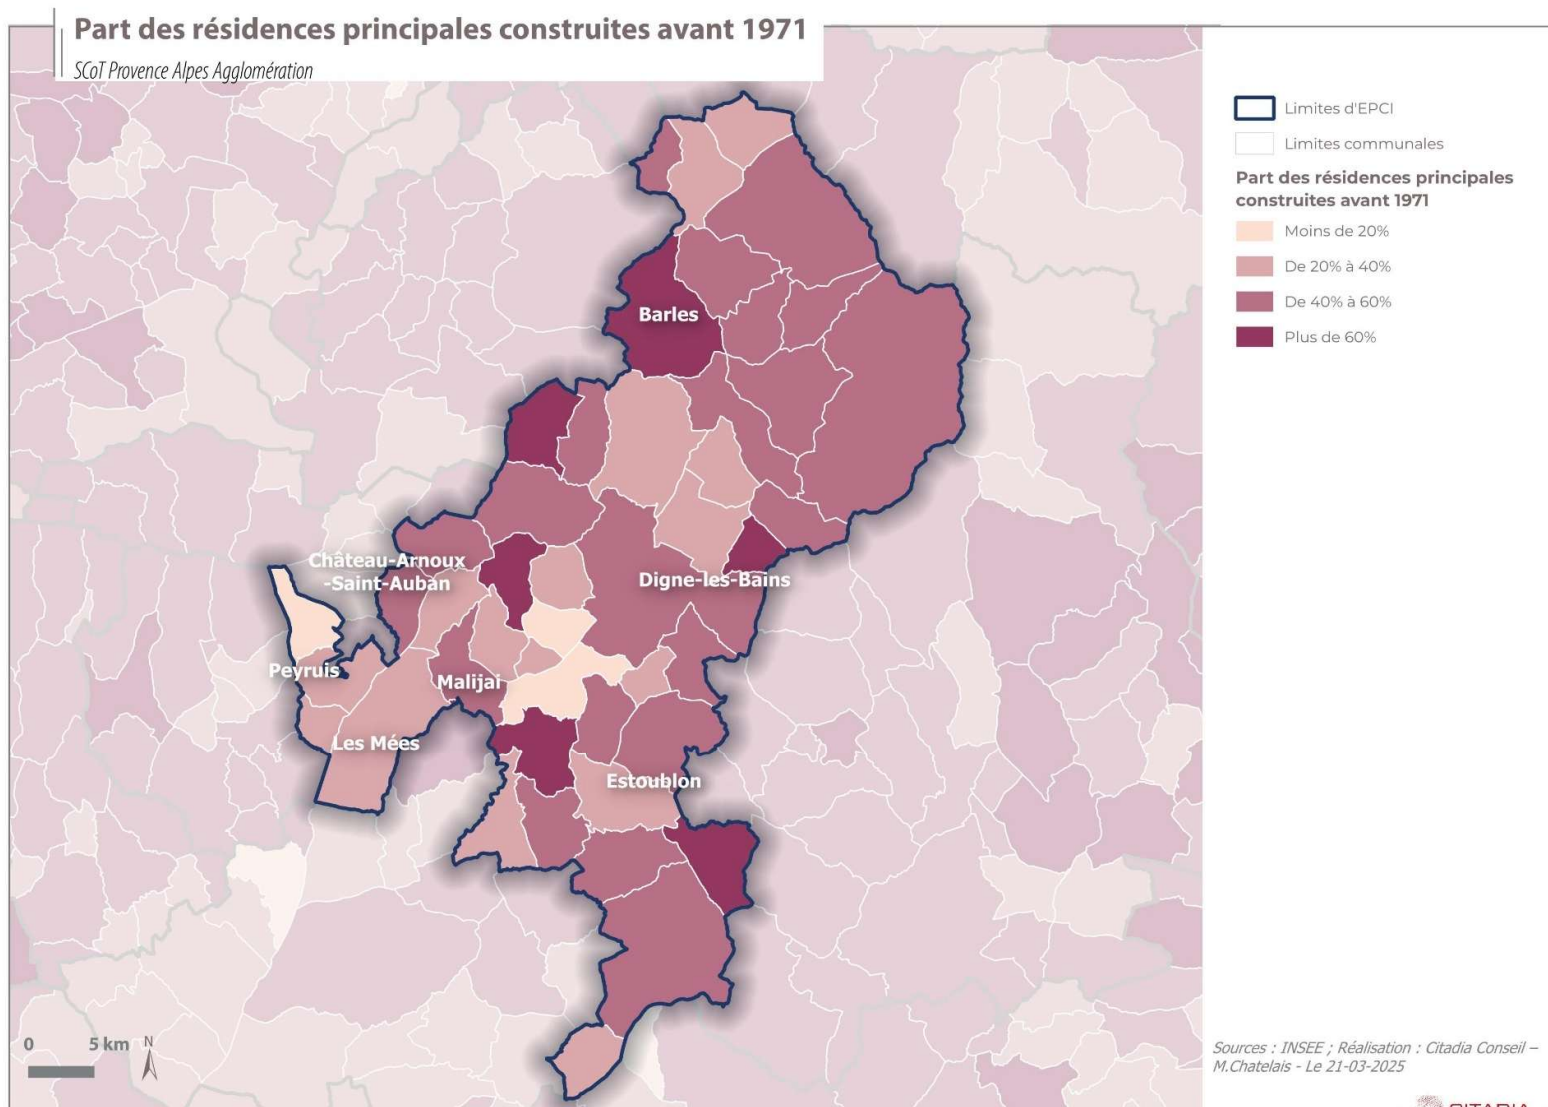 Part des résidences principales construites avant 1971
SCoT Provence Alpes Agglomération
Limites d'EPCI
Limites communales
Part des résidences principales
construites avant 1971
Moins de 20%
De 20% à 40%
De 40% à 60%
Plus de 60%
Barles
Château-Arnoux
-Saint-Auban
Digne-les-Bains
Peyruis
Malijai
Les Mées
Estoublon
0 5 km N
Sources : INSEE ; Réalisation : Citadia Conseil –
M.Chatelais - Le 21-03-2025